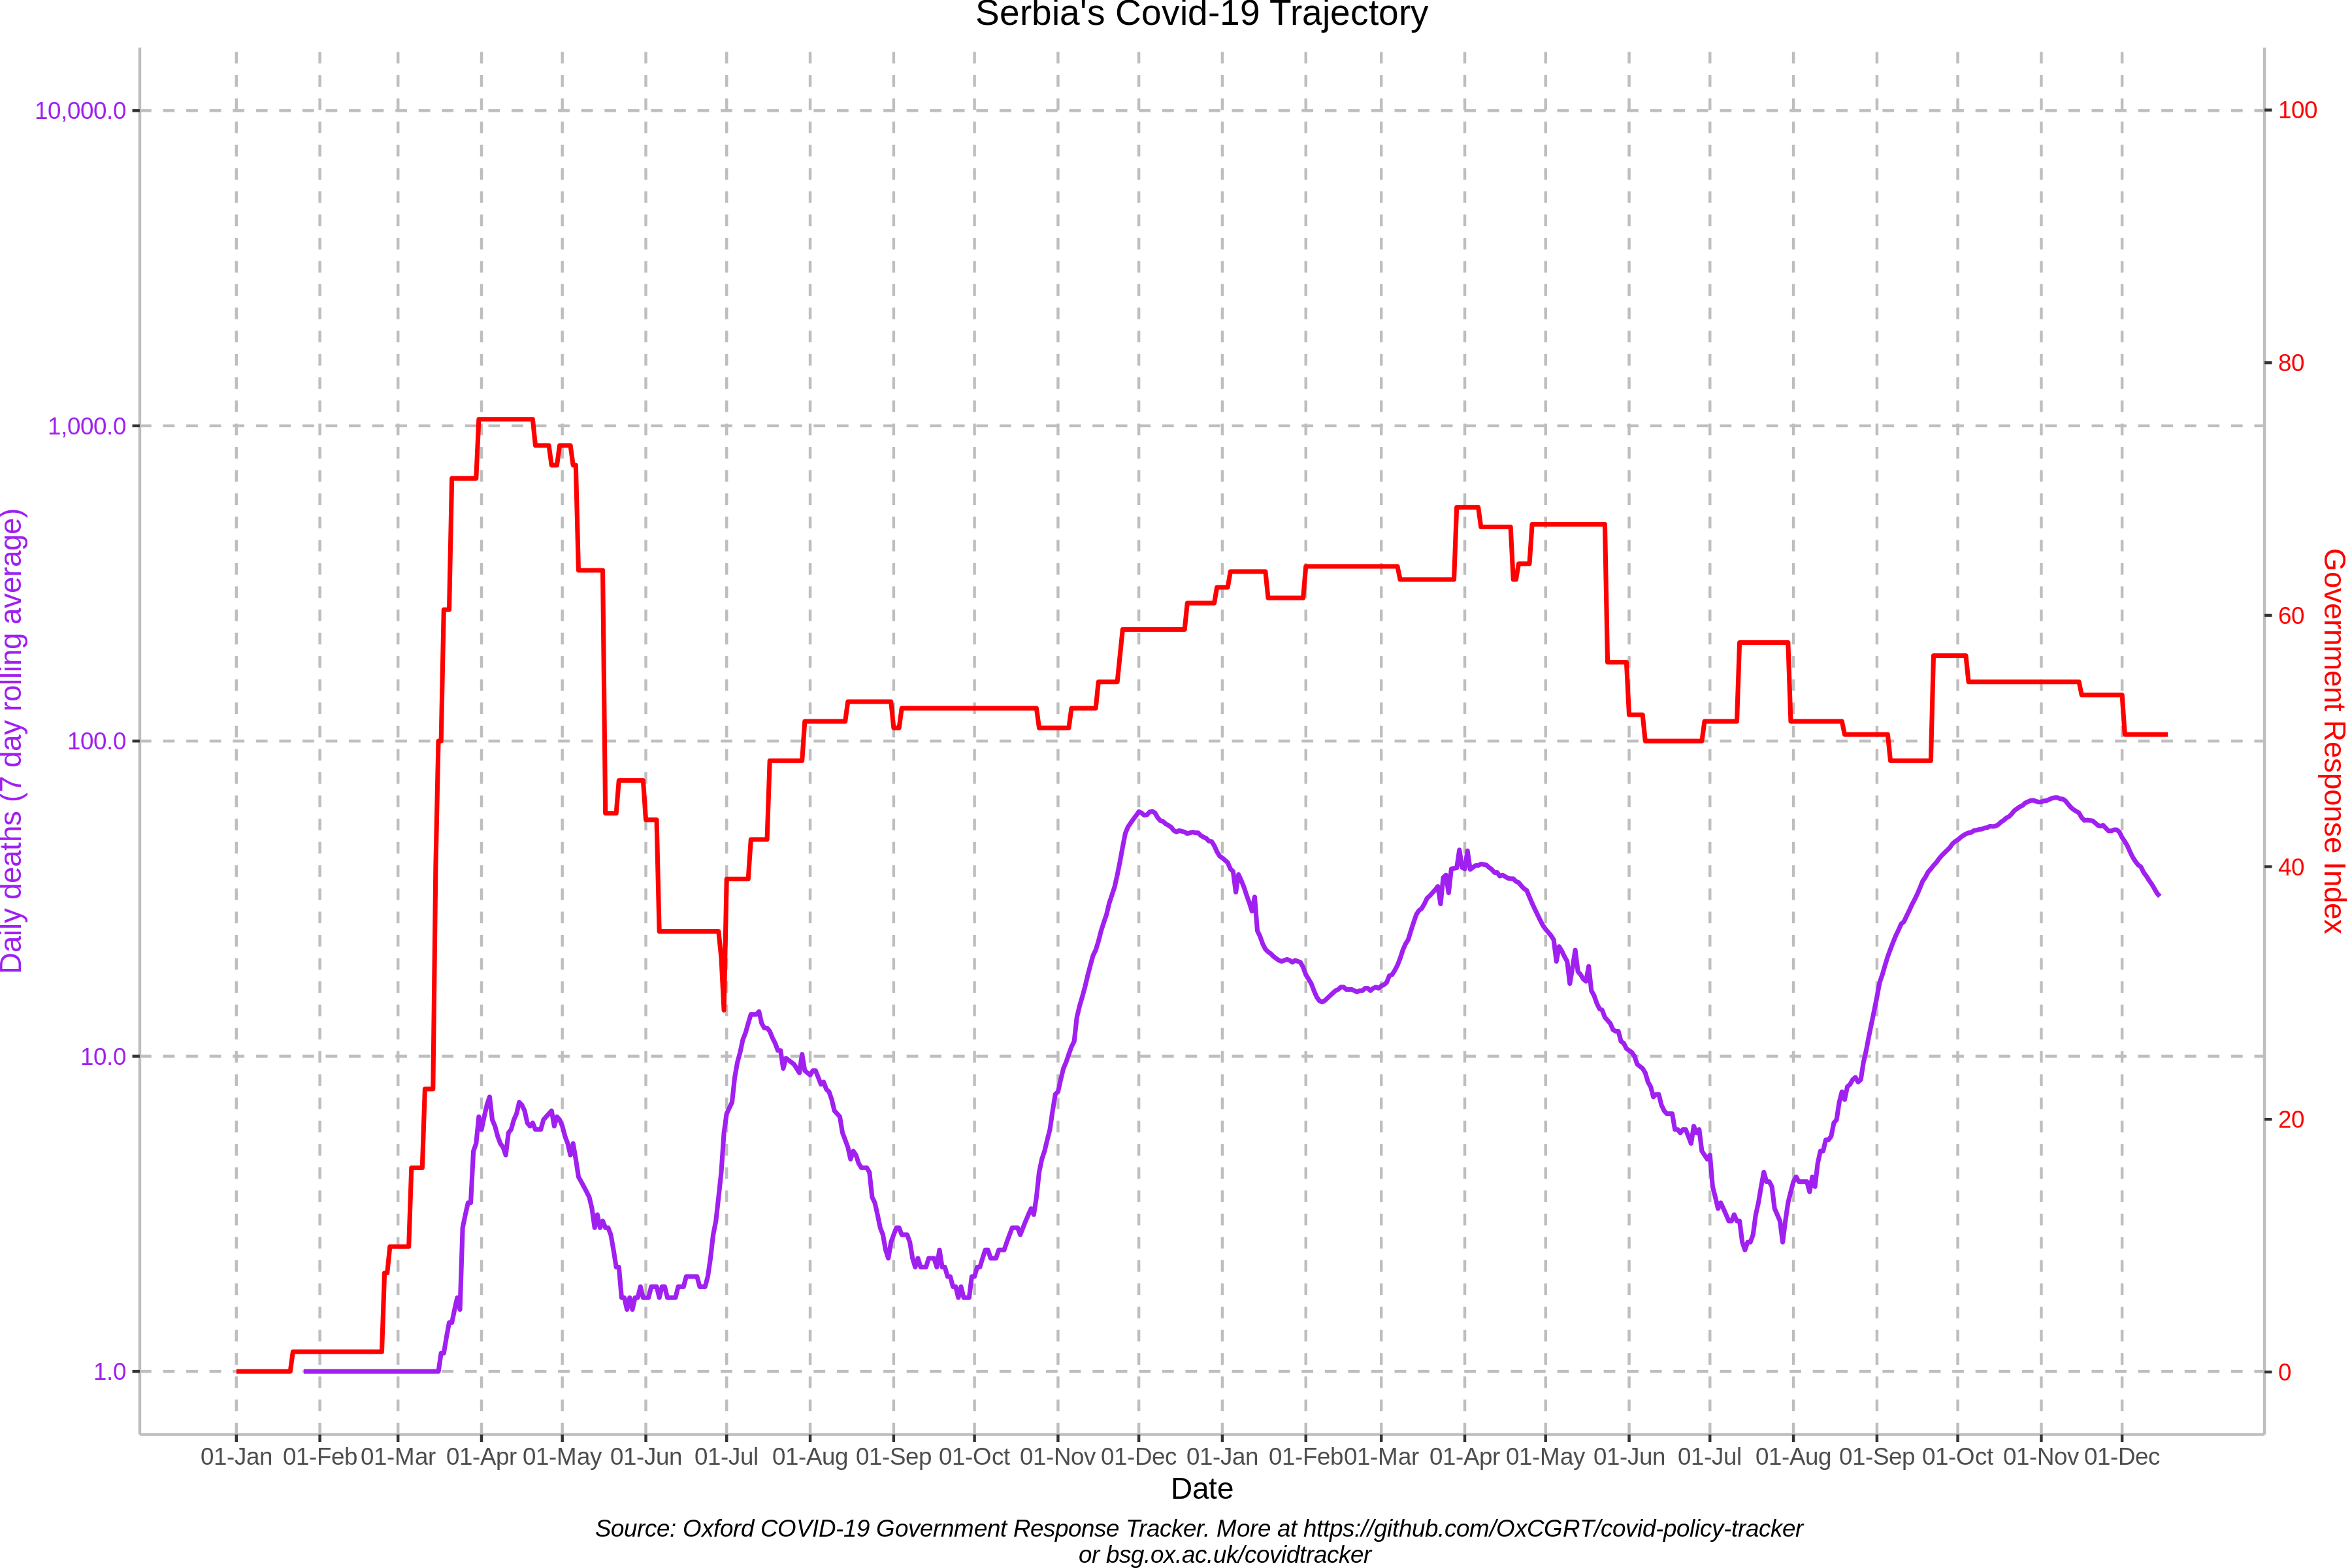 Serbia's Covid-19 Trajectory
10,000.0
1,000.0
100.0
10.0
1.0
Daily deaths (7 day rolling average)
100
80
60
40
20
0
Government Response Index
01-Jan 01-Feb 01-Mar 01-Apr 01-May 01-Jun 01-Jul 01-Aug 01-Sep 01-Oct 01-Nov 01-Dec 01-Jan 01-Feb 01-Mar 01-Apr 01-May 01-Jun 01-Jul 01-Aug 01-Sep 01-Oct 01-Nov 01-Dec
Date
Source: Oxford COVID-19 Government Response Tracker. More at https://github.com/OxCGRT/covid-policy-tracker
or bsg.ox.ac.uk/covidtracker